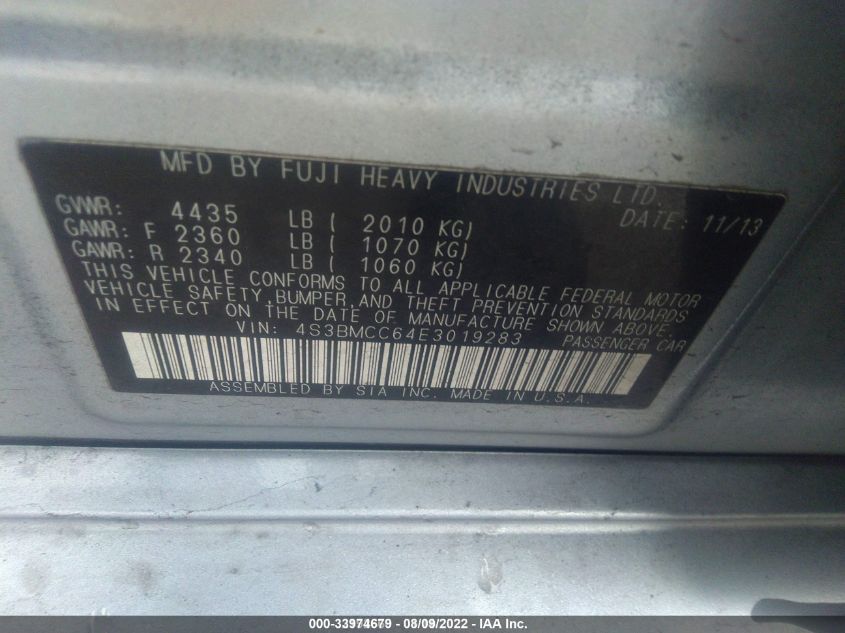 MFD BY FUJI HEAVY INDUSTRIES LTD.
DATE: 11/13
GVWR: 4435 LB ( 2010 KG)
GAWR: F 2360 LB ( 1070 KG)
GAWR: R 2340 LB ( 1060 KG)
THIS VEHICLE CONFORMS TO ALL APPLICABLE FEDERAL MOTOR
VEHICLE SAFETY, BUMPER, AND THEFT PREVENTION STANDARDS
IN EFFECT ON THE DATE OF MANUFACTURE SHOWN ABOVE.
VIN: 4S3BMCC64E3019283 PASSENGER CAR
ASSEMBLED BY SIA INC. MADE IN U.S.A.
000-33974679 - 08/09/2022 - IAA Inc.